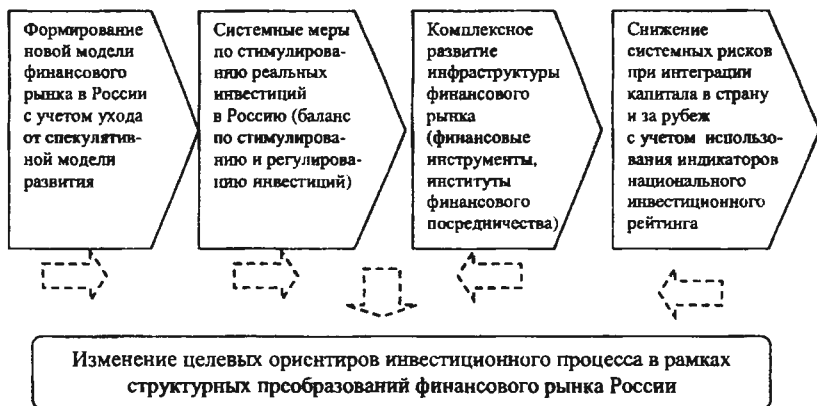 Формирование
новой модели
финансового
рынка в России
с учетом ухода
от спекулятив-
ной модели
развития
Системные меры
по стимулирова-
нию реальных
инвестиций
в Россию (баланс
по стимулирова-
нию и регулирова-
нию инвестиций)
Комплексное
развитие
инфраструктуры
финансового
рынка
(финансовые
инструменты,
институты
финансового
посредничества)
Снижение
системных рисков
при интеграции
капитала в страну
и за рубеж
с учетом использо-
вания индикаторов
национального
инвестиционного
рейтинга
Изменение целевых ориентиров инвестиционного процесса в рамках
структурных преобразований финансового рынка России